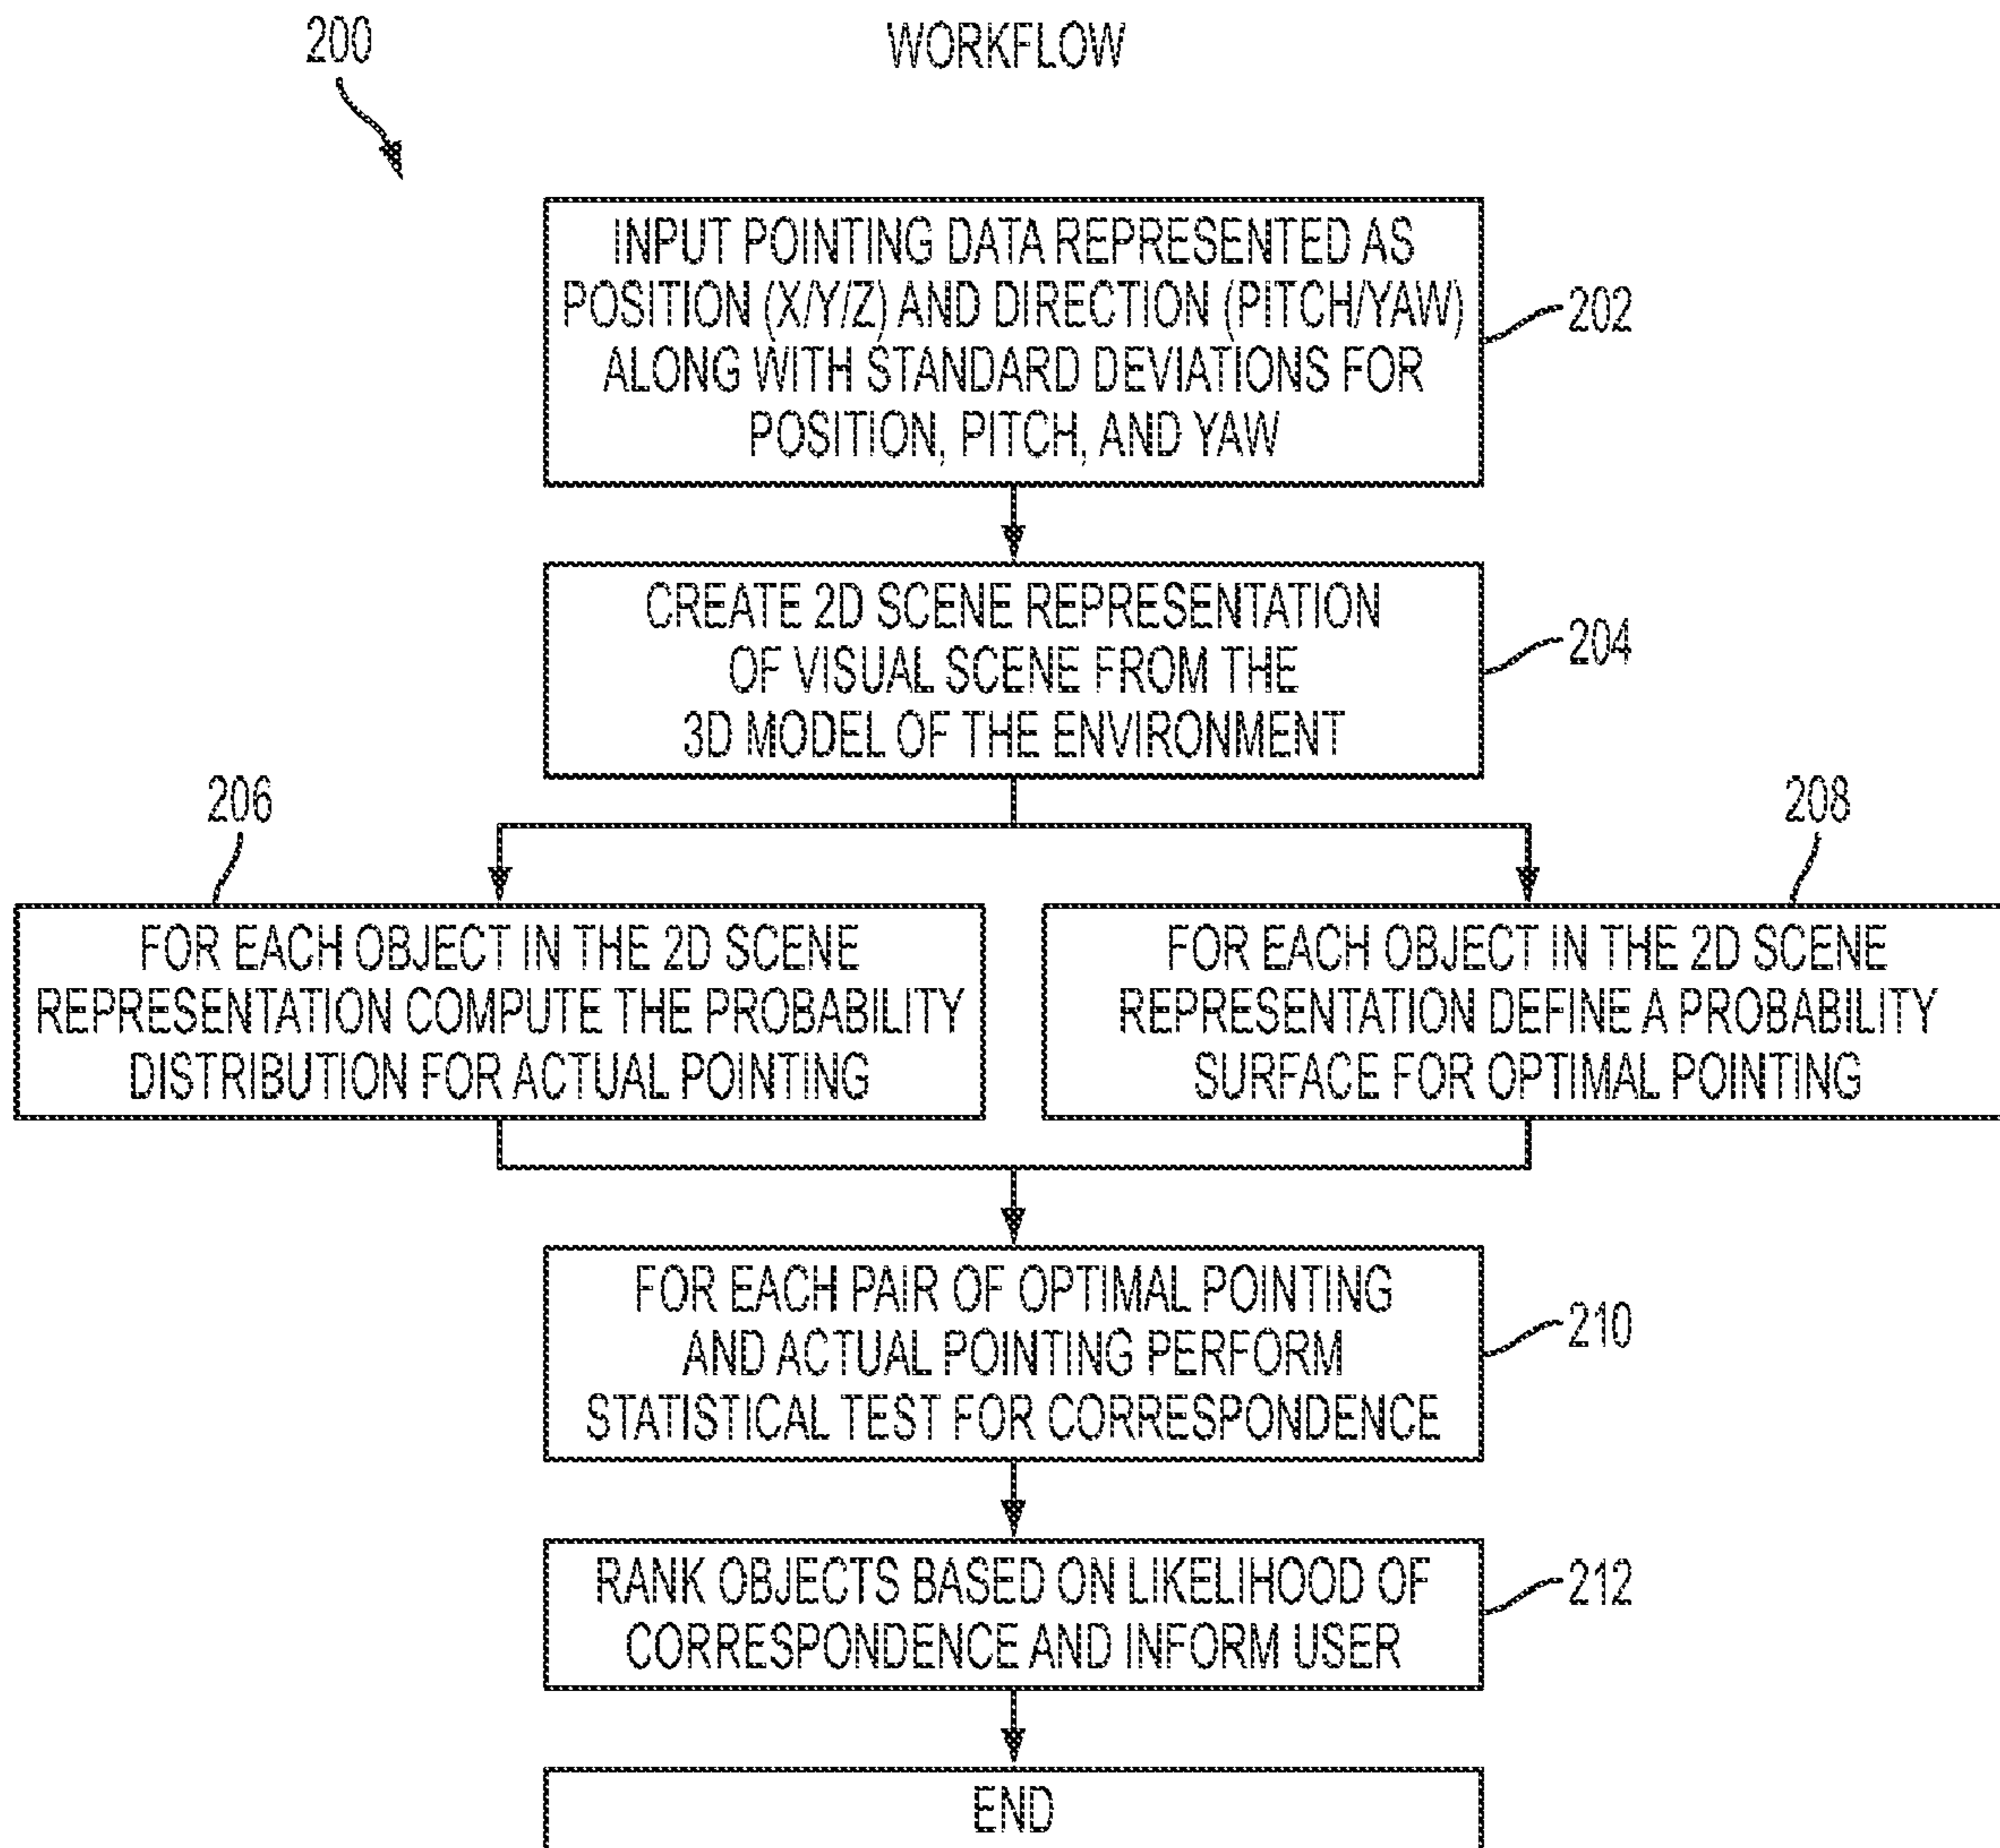 200
WORKFLOW
INPUT POINTING DATA REPRESENTED AS
POSITION (X/Y/Z) AND DIRECTION (PITCH/YAW)
ALONG WITH STANDARD DEVIATIONS FOR
POSITION, PITCH, AND YAW
202
CREATE 2D SCENE REPRESENTATION
OF VISUAL SCENE FROM THE
3D MODEL OF THE ENVIRONMENT
204
206
FOR EACH OBJECT IN THE 2D SCENE
REPRESENTATION COMPUTE THE PROBABILITY
DISTRIBUTION FOR ACTUAL POINTING
208
FOR EACH OBJECT IN THE 2D SCENE
REPRESENTATION DEFINE A PROBABILITY
SURFACE FOR OPTIMAL POINTING
FOR EACH PAIR OF OPTIMAL POINTING
AND ACTUAL POINTING PERFORM
STATISTICAL TEST FOR CORRESPONDENCE
210
RANK OBJECTS BASED ON LIKELIHOOD OF
CORRESPONDENCE AND INFORM USER
212
END